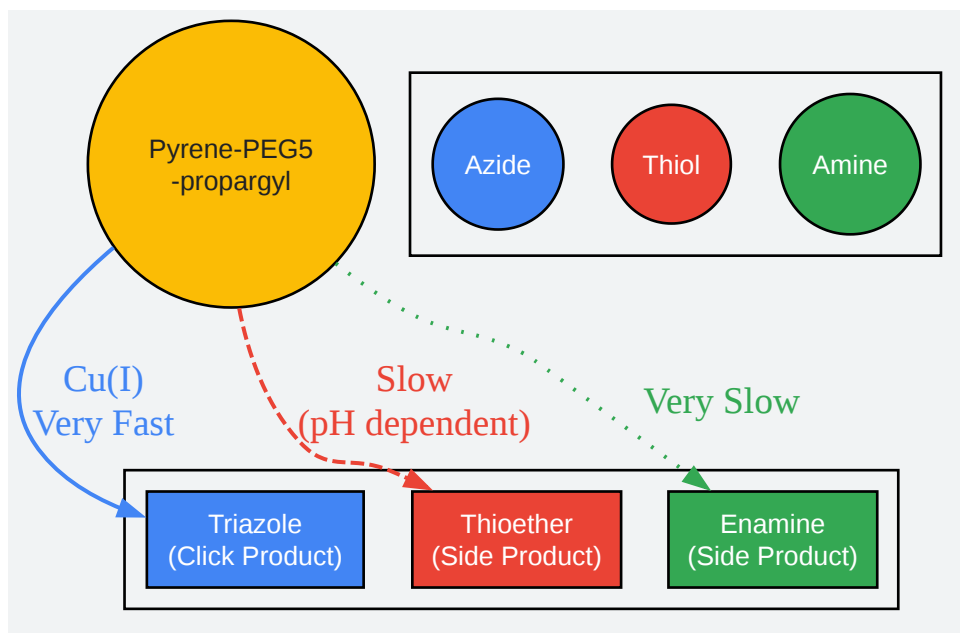 Pyrene-PEG5
-propargyl
Azide
Thiol
Amine
Cu(I)
Very Fast
Slow
(pH dependent)
Very Slow
Triazole
(Click Product)
Thioether
(Side Product)
Enamine
(Side Product)